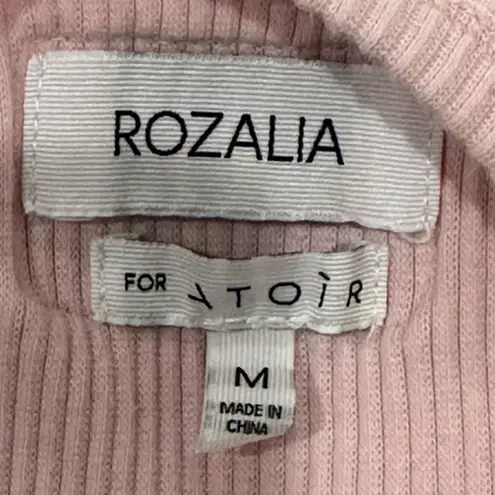 ROZALIA
FOR ATOÌR
M
MADE IN
CHINA